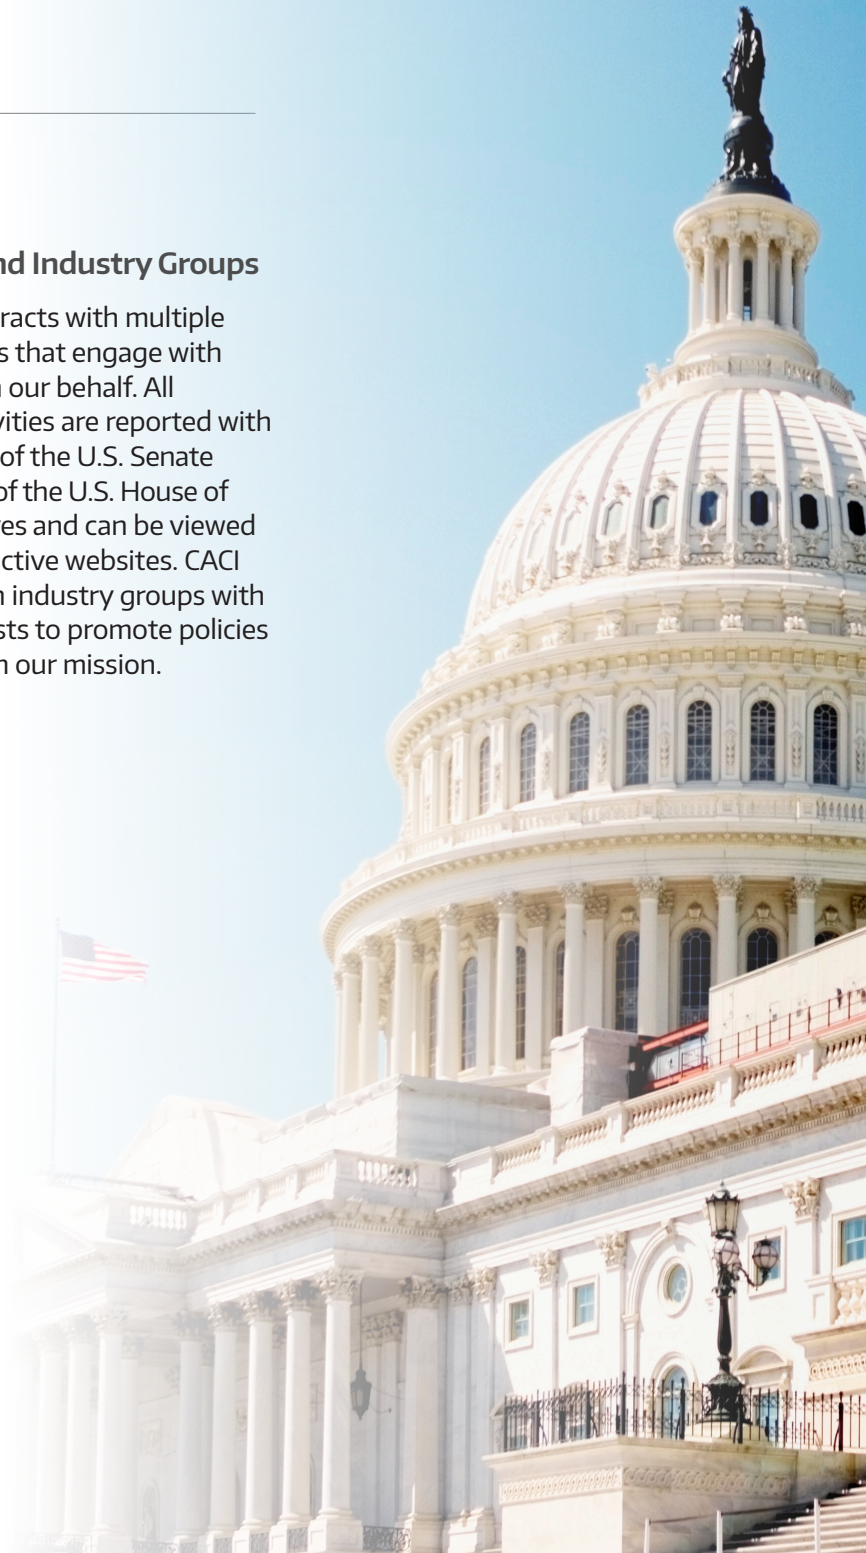 nd Industry Groups
racts with multiple
s that engage with
our behalf. All
vities are reported with
of the U.S. Senate
of the U.S. House of
es and can be viewed
ctive websites. CACI
industry groups with
sts to promote policies
our mission.